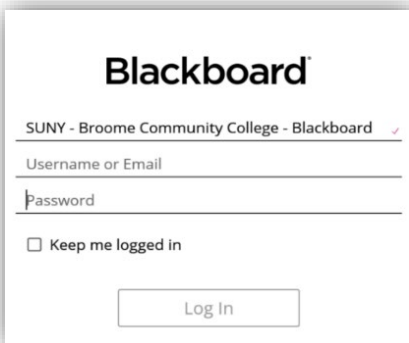 Blackboard
SUNY - Broome Community College - Blackboard
Username or Email
Password
Keep me logged in
Log In